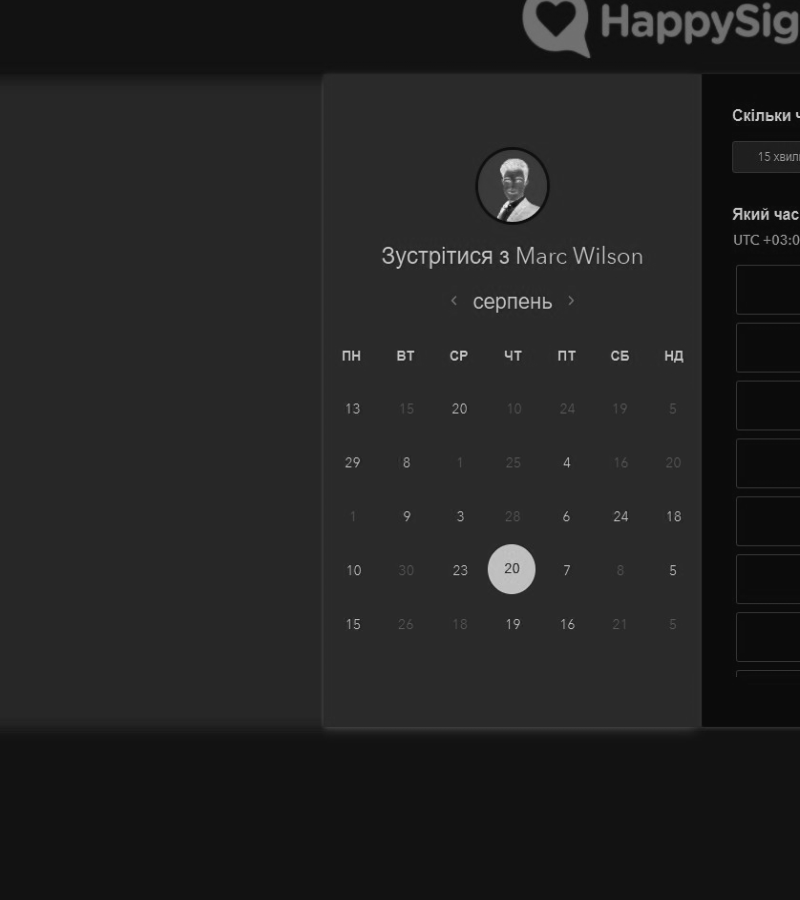 HappySig
Зустрітися з Marc Wilson
серпень
ПН ВТ СР ЧТ ПТ СБ НД
13 15 20 10 24 19 5
29 8 1 25 4 16 20
1 9 3 28 6 24 18
10 30 23 20 7 8 5
15 26 18 19 16 21 5
Скільки ч
15 хвил
Який час
UTC +03:0